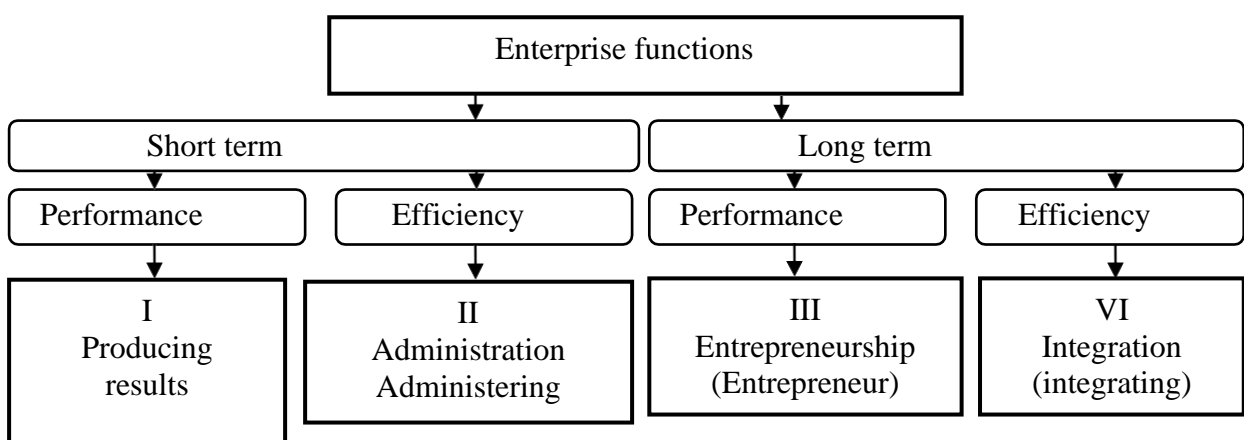 Enterprise functions
Short term
Long term
Performance
Efficiency
Performance
Efficiency
I
Producing
results
II
Administration
Administering
III
Entrepreneurship
(Entrepreneur)
VI
Integration
(integrating)